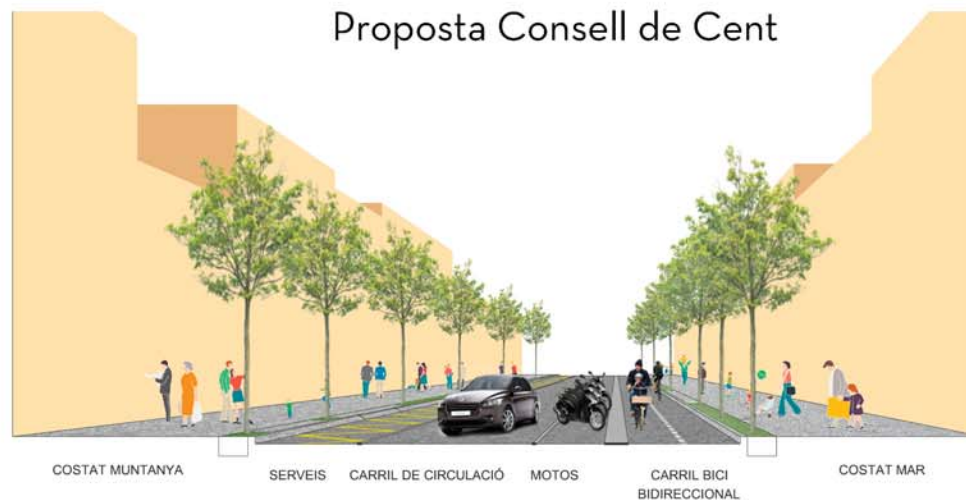 Proposta Consell de Cent
COSTAT MUNTANYA
SERVEIS
CARRIL DE CIRCULACIÓ
MOTOS
CARRIL BICI
BIDIRECCIONAL
COSTAT MAR